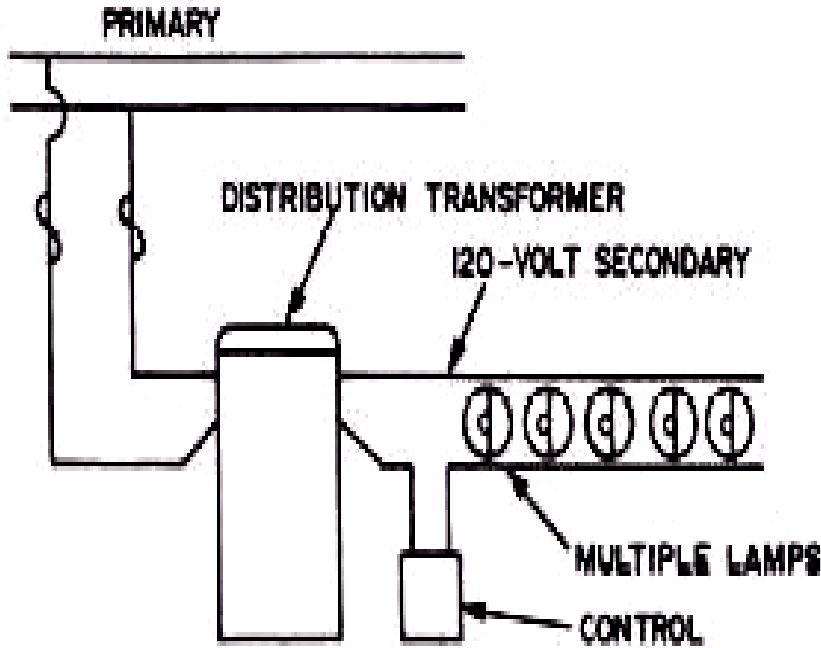 PRIMARY
DISTRIBUTION TRANSFORMER
120-VOLT SECONDARY
MULTIPLE LAMPS
CONTROL